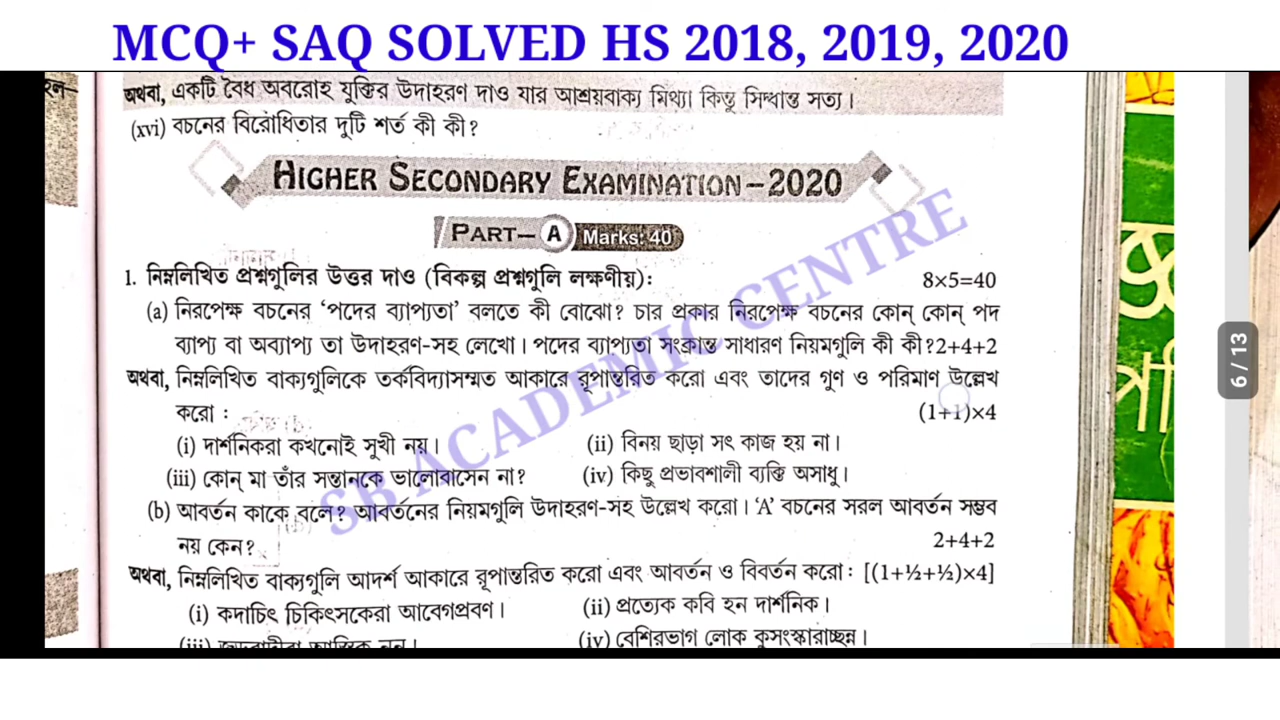 MCQ+ SAQ SOLVED HS 2018, 2019, 2020
অথবা, একটি বৈধ অবরোহ যুক্তির উদাহরণ দাও যার আশ্রয়বাক্য মিথ্যা কিন্তু সিদ্ধান্ত সত্য।
(xvi) বচনের বিরোধিতার দুটি শর্ত কী কী?
HIGHER SECONDARY EXAMINATION–2020
PART– A Marks: 40
1. নিম্নলিখিত প্রশ্নগুলির উত্তর দাও (বিকল্প প্রশ্নগুলি লক্ষণীয়): 8×5=40
(a) নিরপেক্ষ বচনের ‘পদের ব্যাপ্যতা’ বলতে কী বোঝো? চার প্রকার নিরপেক্ষ বচনের কোন্ কোন্ পদ
ব্যাপ্য বা অব্যাপ্য তা উদাহরণ-সহ লেখো। পদের ব্যাপ্যতা সংক্রান্ত সাধারণ নিয়মগুলি কী কী?2+4+2
অথবা, নিম্নলিখিত বাক্যগুলিকে তর্কবিদ্যাসম্মত আকারে রূপান্তরিত করো এবং তাদের গুণ ও পরিমাণ উল্লেখ
করো : (1+1)×4
(i) দার্শনিকরা কখনোই সুখী নয়। (ii) বিনয় ছাড়া সৎ কাজ হয় না।
(iii) কোন্ মা তাঁর সন্তানকে ভালোবাসেন না? (iv) কিছু প্রভাবশালী ব্যক্তি অসাধু।
(b) আবর্তন কাকে বলে? আবর্তনের নিয়মগুলি উদাহরণ-সহ উল্লেখ করো। ‘A’ বচনের সরল আবর্তন সম্ভব
নয় কেন? 2+4+2
অথবা, নিম্নলিখিত বাক্যগুলি আদর্শ আকারে রূপান্তরিত করো এবং আবর্তন ও বিবর্তন করো: [(1+½+½)×4]
(i) কদাচিৎ চিকিৎসকেরা আবেগপ্রবণ। (ii) প্রত্যেক কবি হন দার্শনিক।
(iii) (iv) বেশিরভাগ লোক কুসংস্কারাচ্ছন্ন।
SB ACADEMIC CENTRE
6 / 13